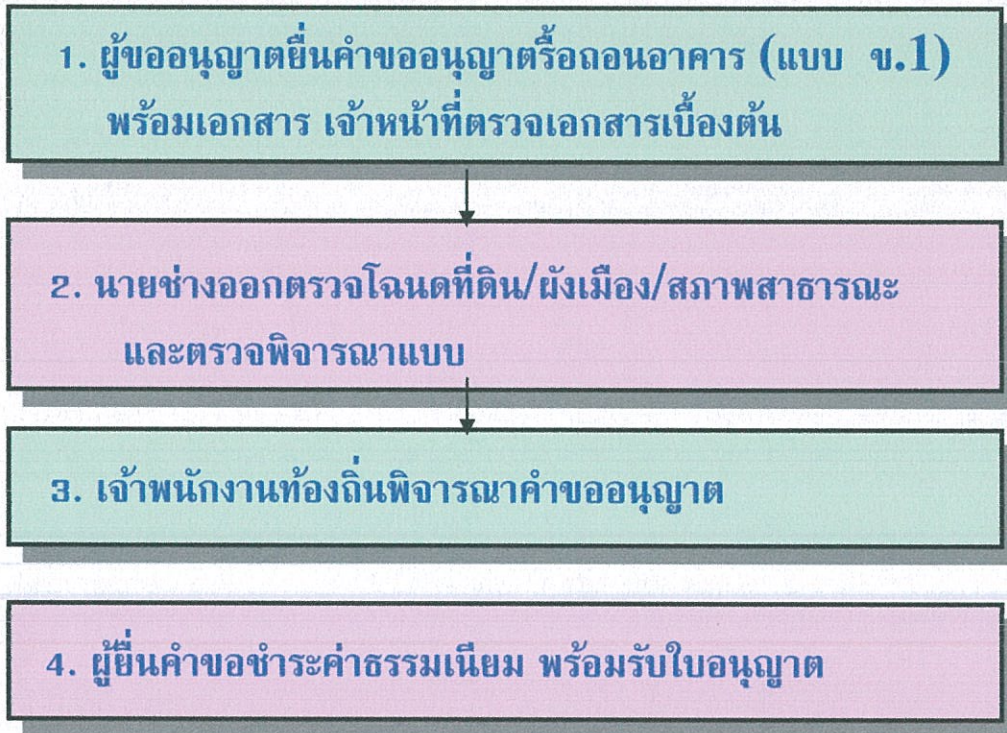 1. ผู้ขออนุญาตยื่นคำขออนุญาตรื้อถอนอาคาร (แบบ ข.1)
พร้อมเอกสาร เจ้าหน้าที่ตรวจเอกสารเบื้องต้น
2. นายช่างออกตรวจโฉนดที่ดิน/ผังเมือง/สภาพสาธารณะ
และตรวจพิจารณาแบบ
3. เจ้าพนักงานท้องถิ่นพิจารณาคำขออนุญาต
4. ผู้ยื่นคำขอชำระค่าธรรมเนียม พร้อมรับใบอนุญาต